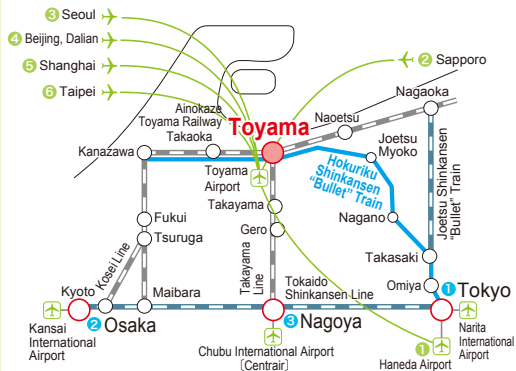 3 Seoul
4 Beijing, Dalian
5 Shanghai
6 Taipei
2 Sapporo
Nagaoka
Ainokaze
Toyama Railway
Takaoka
Toyama
Naoetsu
Kanazawa
Joetsu
Myoko
Toyama
Airport
Hokuriku
Shinkansen
"Bullet" Train
Joetsu Shinkansen
"Bullet" Train
Takayama
Nagano
Fukui
Gero
Tsuruga
Takasaki
Kosei Line
Takayama
Line
Omiya
1 Tokyo
Kyoto
Maibara
Tokaido
Shinkansen Line
2 Osaka
3 Nagoya
Kansai
International
Airport
Narita
International
Airport
1
Chubu International Airport
[Centrair]
Haneda Airport